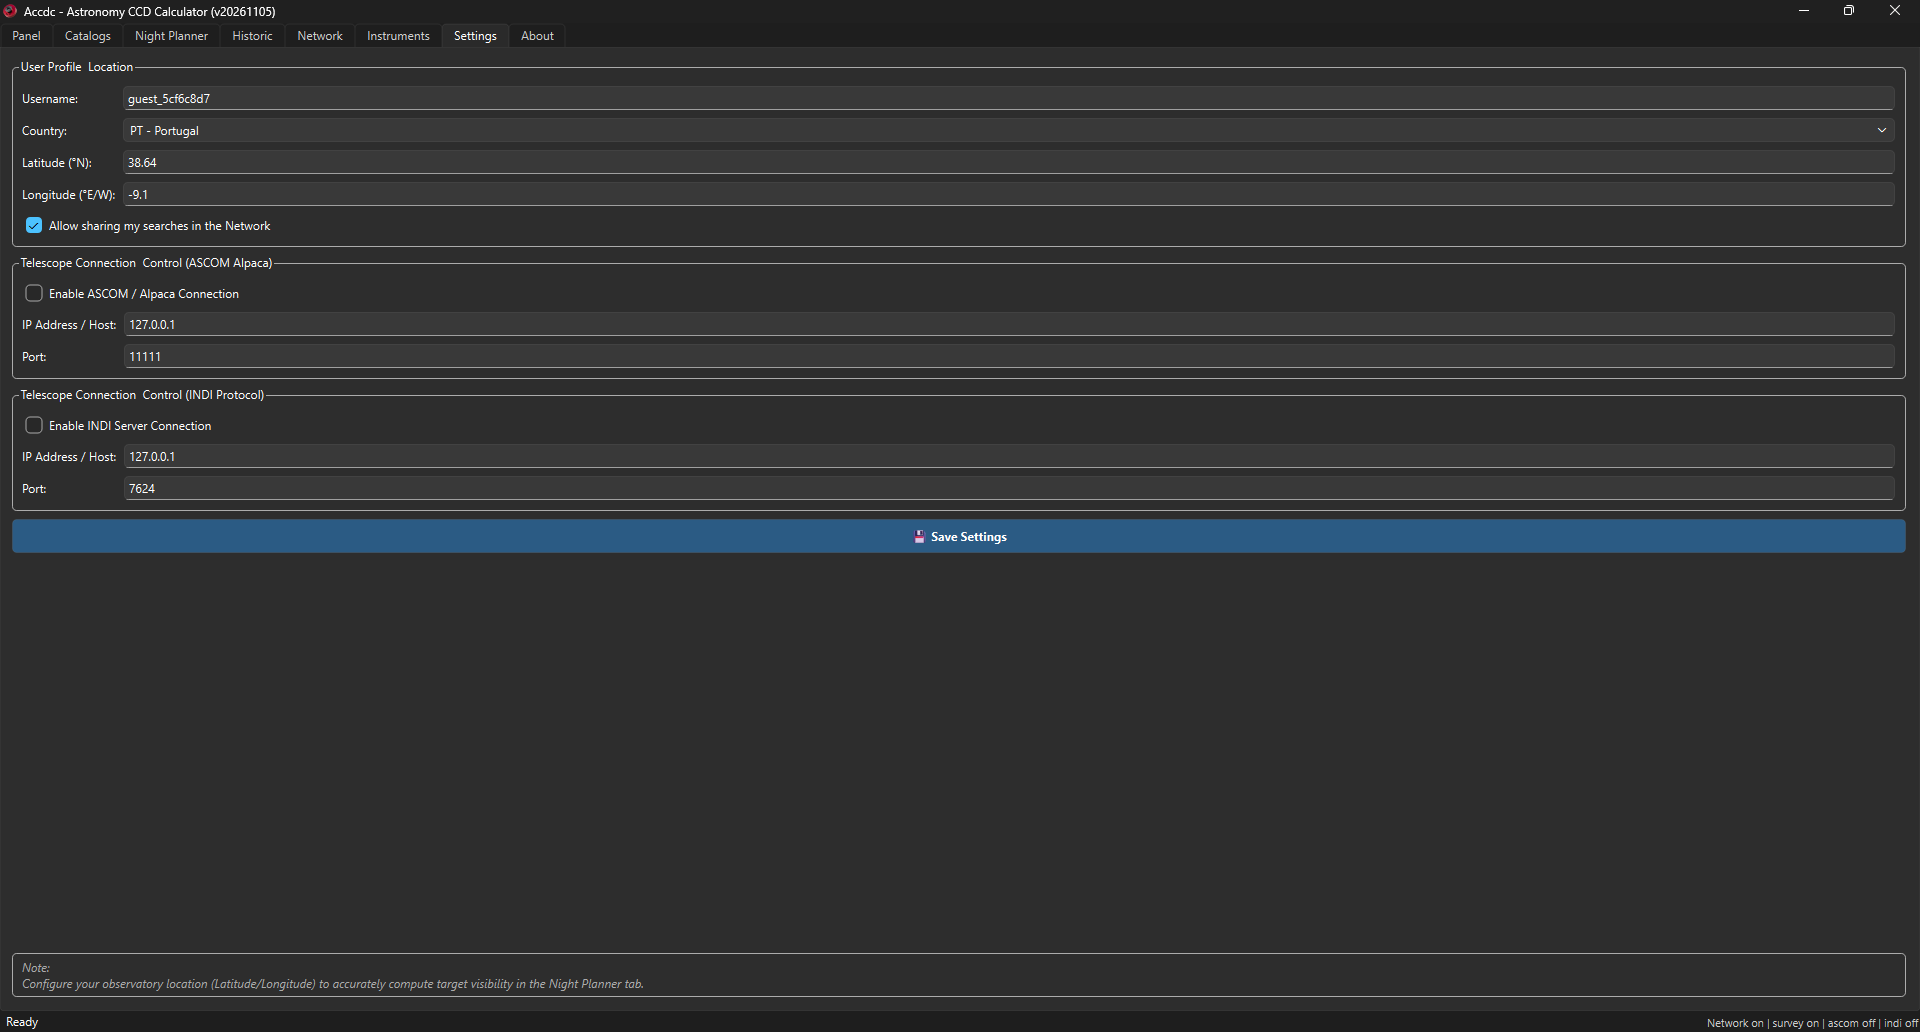 Accdc - Astronomy CCD Calculator (v20261105)
Panel Catalogs Night Planner Historic Network Instruments Settings About
User Profile  Location
Username: guest_5cf6c8d7
Country: PT - Portugal
Latitude (°N): 38.64
Longitude (°E/W): -9.1
Allow sharing my searches in the Network
Telescope Connection  Control (ASCOM Alpaca)
Enable ASCOM / Alpaca Connection
IP Address / Host: 127.0.0.1
Port: 11111
Telescope Connection  Control (INDI Protocol)
Enable INDI Server Connection
IP Address / Host: 127.0.0.1
Port: 7624
Save Settings
Note:
Configure your observatory location (Latitude/Longitude) to accurately compute target visibility in the Night Planner tab.
Ready
Network on | survey on | ascom off | indi off